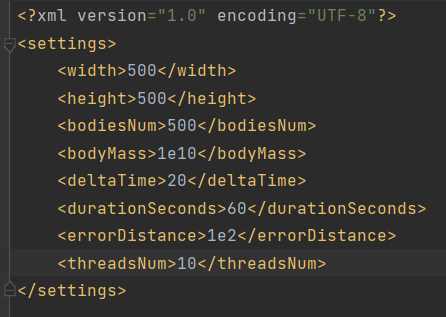 <?xml version="1.0" encoding="UTF-8"?>
<settings>
    <width>500</width>
    <height>500</height>
    <bodiesNum>500</bodiesNum>
    <bodyMass>1e10</bodyMass>
    <deltaTime>20</deltaTime>
    <durationSeconds>60</durationSeconds>
    <errorDistance>1e2</errorDistance>
    <threadsNum>10</threadsNum>
</settings>